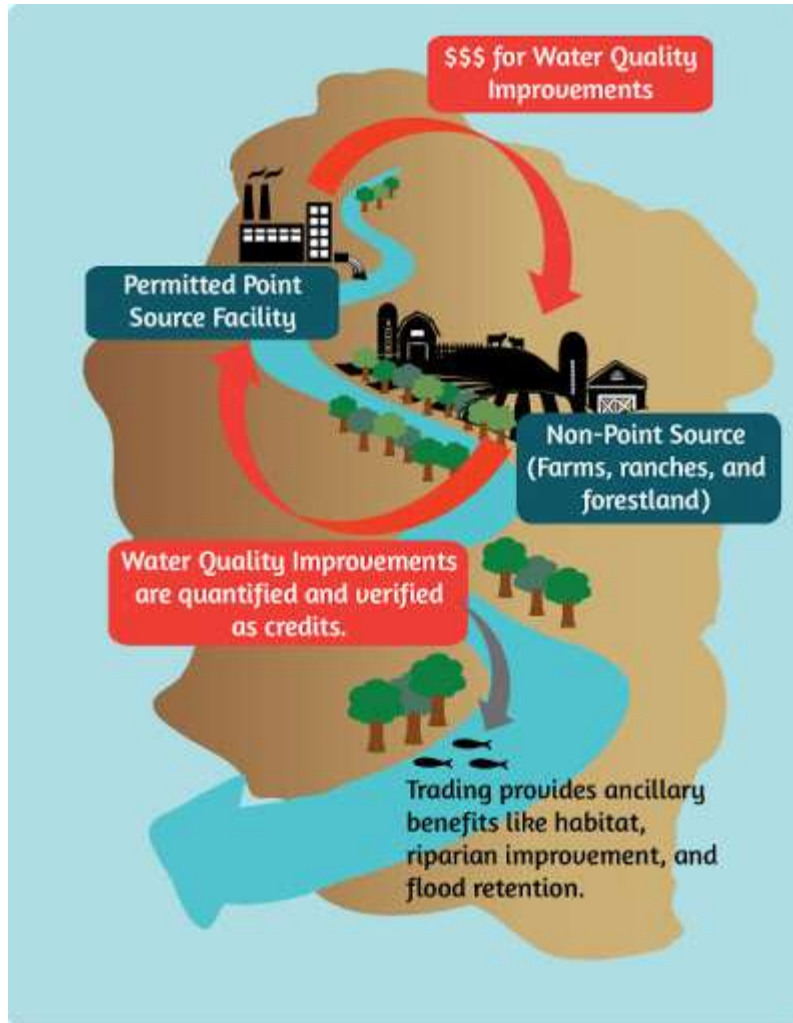 $$$ for Water Quality
Improvements
Permitted Point
Source Facility
Non-Point Source
(Farms, ranches, and
forestland)
Water Quality Improvements
are quantified and verified
as credits.
Trading provides ancillary
benefits like habitat,
riparian improvement, and
flood retention.